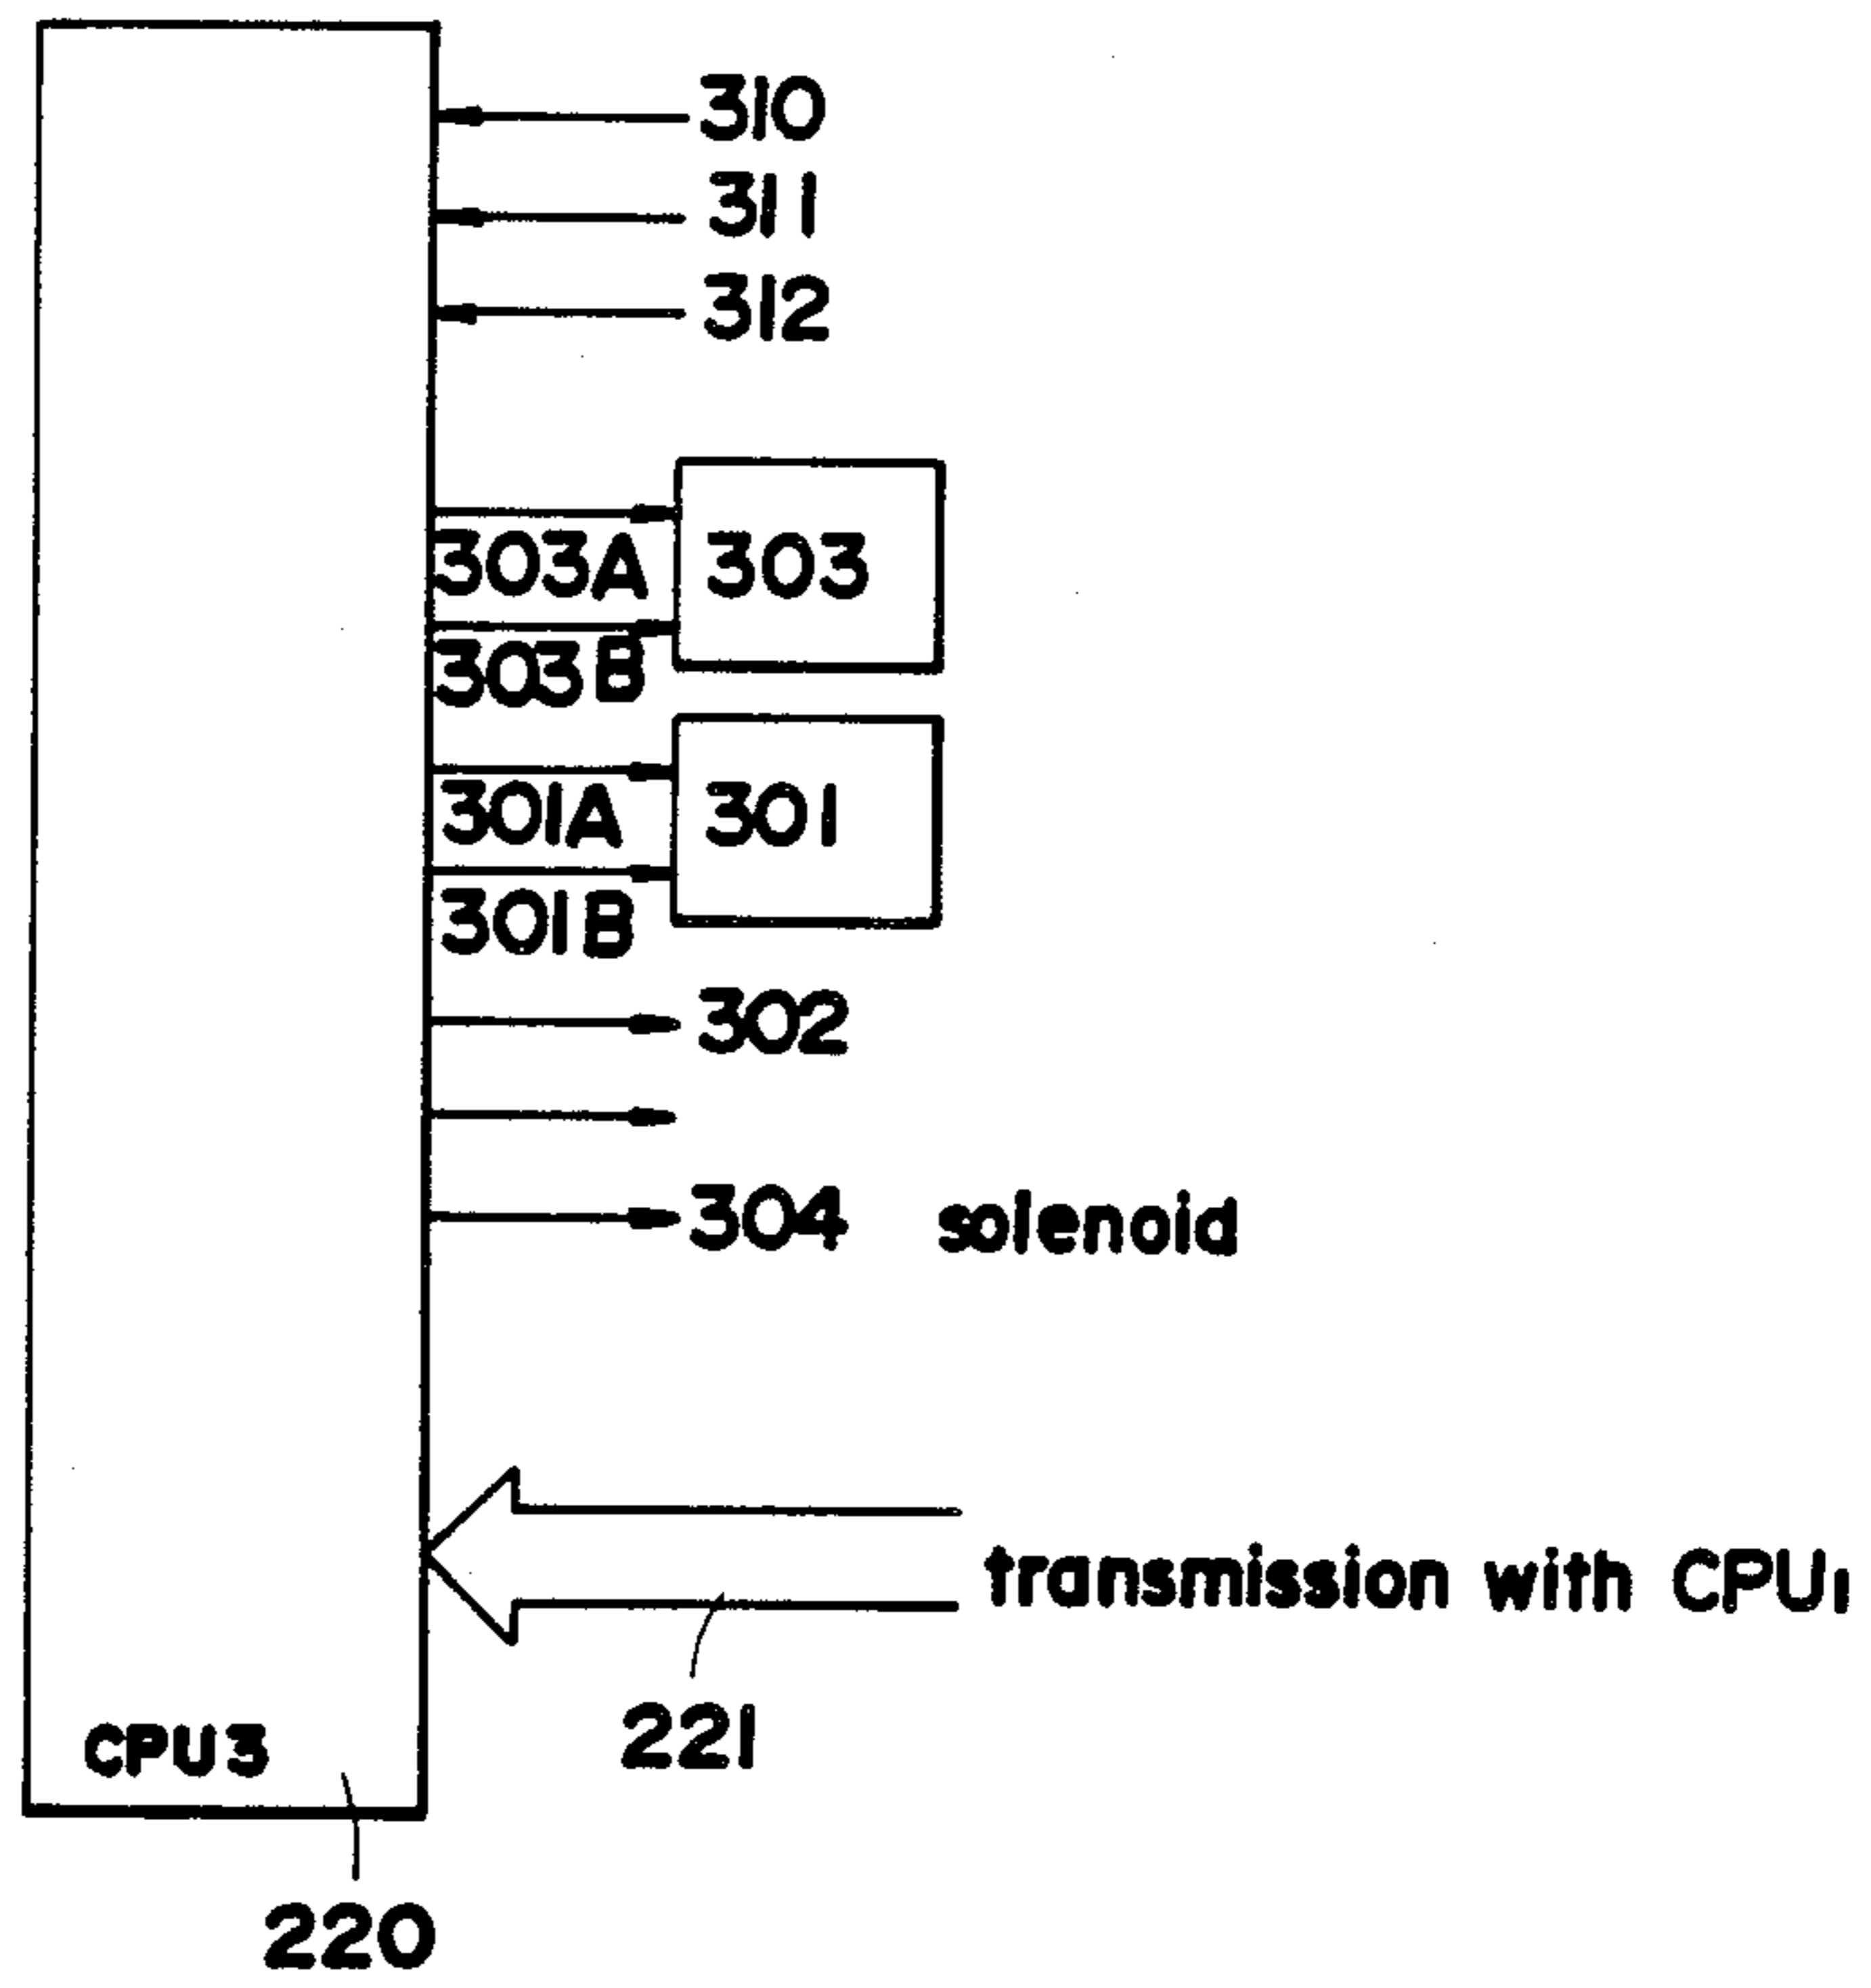 310
311
312
303A
303
303B
301A
301
301B
302
304 solenoid
transmission with CPU1
221
CPU3
220